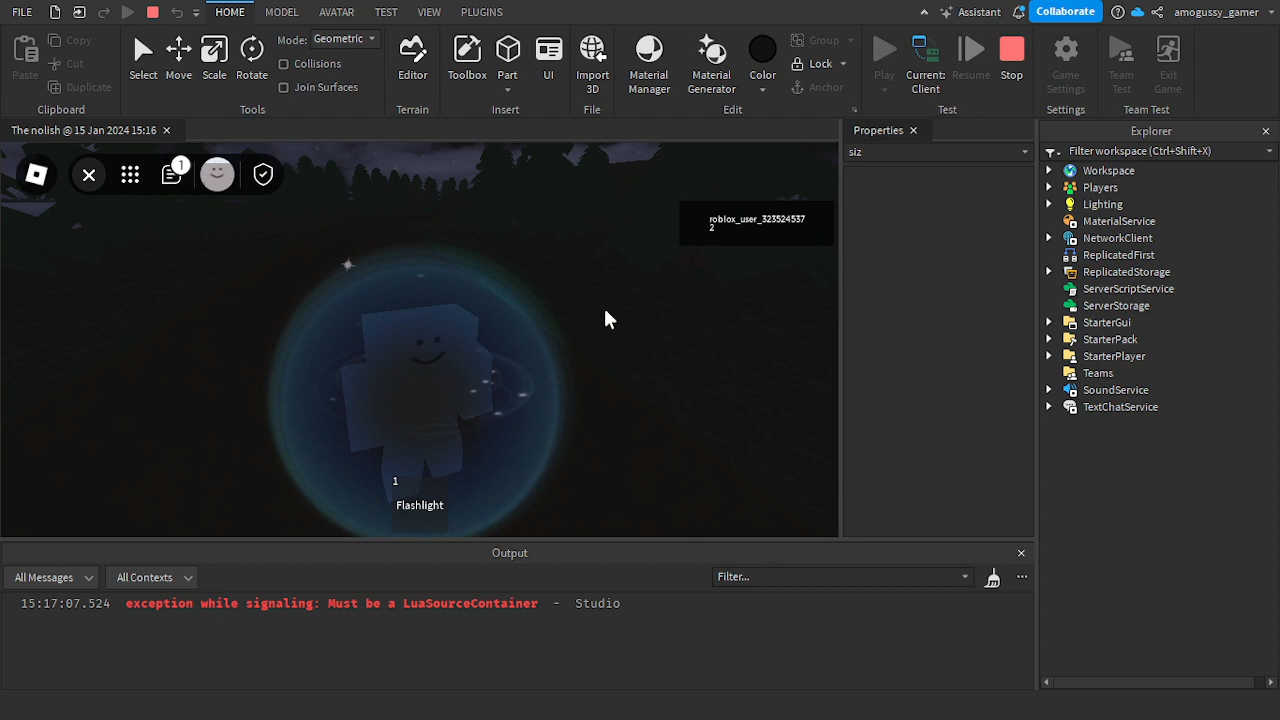 FILE HOME MODEL AVATAR TEST VIEW PLUGINS Assistant Collaborate amogussy_gamer
Paste
Copy
Cut
Duplicate
Clipboard
Select Move Scale Rotate
Mode: Geometric
Collisions
Join Surfaces
Tools
Editor
Terrain
Toolbox Part UI
Insert
Import
3D
File
Material
Manager
Material
Generator
Color
Group
Lock
Anchor
Edit
Play
Current:
Client
Resume
Stop
Test
Game
Settings
Settings
Team
Test
Exit
Game
Team Test
The nolish @ 15 Jan 2024 15:16
1
roblox_user_323524537
2
1
Flashlight
Properties
siz
Explorer
Filter workspace (Ctrl+Shift+X)
Workspace
Players
Lighting
MaterialService
NetworkClient
ReplicatedFirst
ReplicatedStorage
ServerScriptService
ServerStorage
StarterGui
StarterPack
StarterPlayer
Teams
SoundService
TextChatService
Output
All Messages All Contexts Filter...
15:17:07.524 exception while signaling: Must be a LuaSourceContainer - Studio